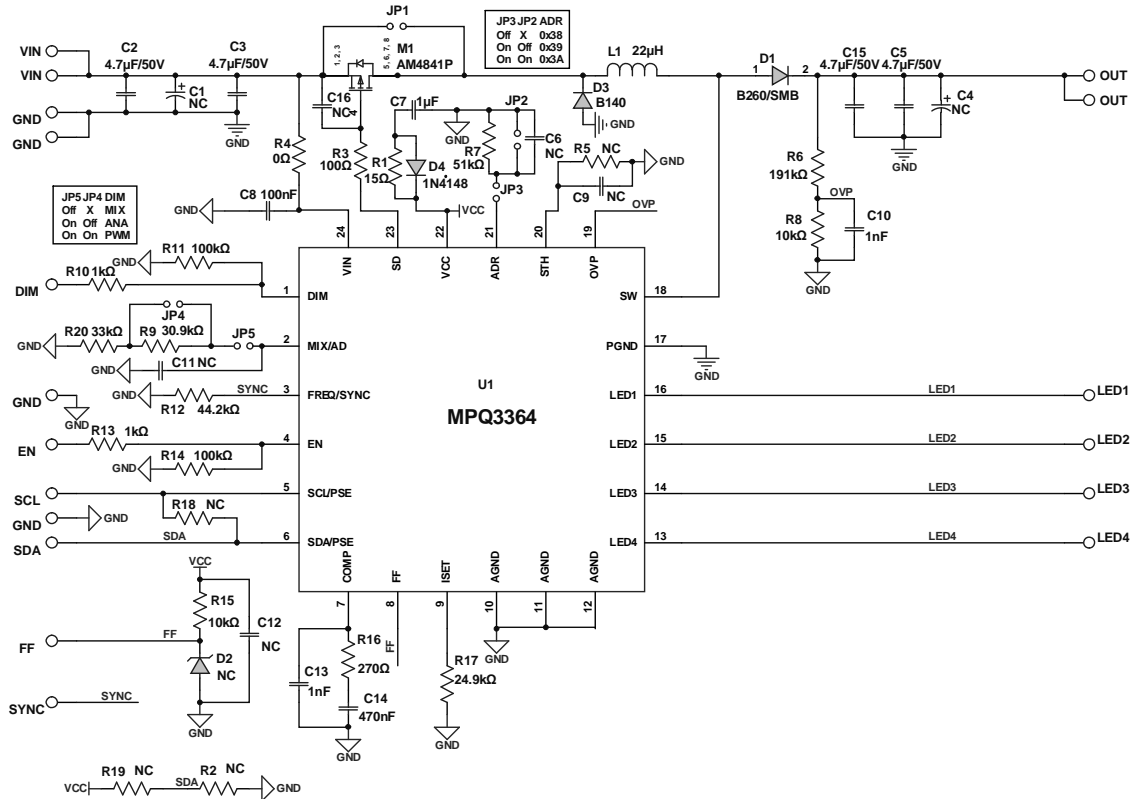 JP1
JP3 JP2 ADR
Off X 0x38
On Off 0x39
On On 0x3A
VIN
VIN
GND
GND
C2
4.7µF/50V
C1
NC
C3
4.7µF/50V
GND
1, 2, 3
5, 6, 7, 8
4
M1
AM4841P
C16
NC
R4
0Ω
R3
100Ω
C7
1µF
R1
15Ω
D4
1N4148
GND
R7
51kΩ
JP2
C6
NC
JP3
VCC
L1
22µH
D3
B140
GND
R5
NC
GND
C9
NC
OVP
1
D1
2
B260/SMB
C15
4.7µF/50V
C5
4.7µF/50V
C4
NC
GND
OUT
OUT
OVP
R6
191kΩ
R8
10kΩ
C10
1nF
GND
GND
C8 100nF
JP5 JP4 DIM
Off X MIX
On Off ANA
On On PWM
24
23
22
21
20
19
VIN
SD
VCC
ADR
STH
OVP
GND
R11 100kΩ
DIM
R10 1kΩ
1
DIM
GND
R20 33kΩ
R9 30.9kΩ
JP4
JP5
2
MIX/AD
GND
C11 NC
GND
SYNC
R12 44.2kΩ
3
FREQ/SYNC
GND
GND
EN
R13 1kΩ
4
EN
GND
R14 100kΩ
SCL
5
SCL/PSE
GND
GND
R18 NC
SDA
SDA
6
SDA/PSE
U1
MPQ3364
SW
18
PGND
17
GND
LED1
16
LED1
LED1
LED2
15
LED2
LED2
LED3
14
LED3
LED3
LED4
13
LED4
LED4
COMP
FF
ISET
AGND
AGND
AGND
7
8
9
10
11
12
VCC
R15
10kΩ
C12
NC
FF
FF
D2
NC
GND
SYNC
SYNC
C13
1nF
R16
270Ω
C14
470nF
GND
FF
R17
24.9kΩ
GND
GND
VCC
R19 NC
SDA
R2 NC
GND